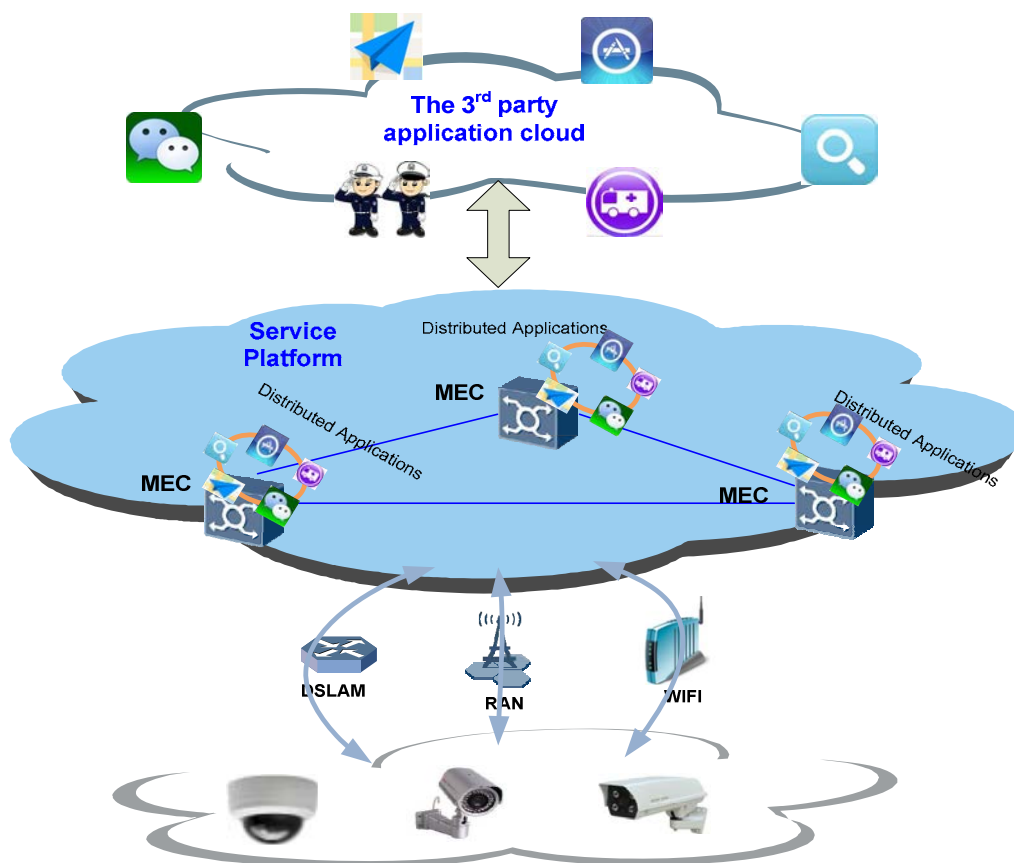 The 3rd party
application cloud
Service
Platform
Distributed Applications
MEC
Distributed Applications
MEC
Distributed Applications
MEC
DSLAM
RAN
WIFI